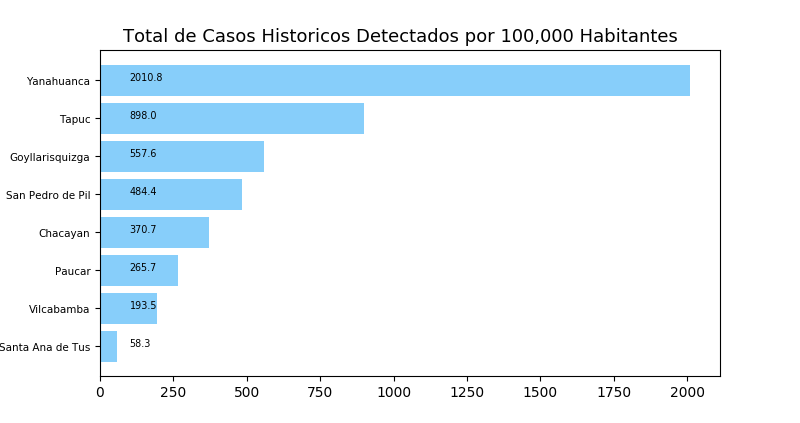 Total de Casos Historicos Detectados por 100,000 Habitantes
Yanahuanca 2010.8
Tapuc 898.0
Goyllarisquizga 557.6
San Pedro de Pil 484.4
Chacayan 370.7
Paucar 265.7
Vilcabamba 193.5
Santa Ana de Tus 58.3
0 250 500 750 1000 1250 1500 1750 2000